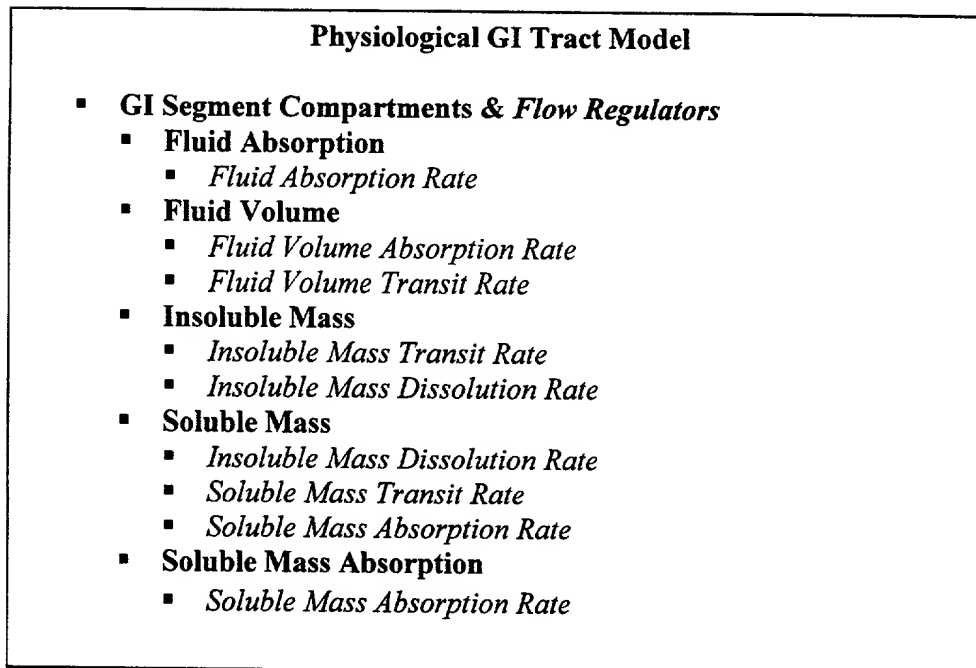 Physiological GI Tract Model
▪ GI Segment Compartments & Flow Regulators
▪ Fluid Absorption
▪ Fluid Absorption Rate
▪ Fluid Volume
▪ Fluid Volume Absorption Rate
▪ Fluid Volume Transit Rate
▪ Insoluble Mass
▪ Insoluble Mass Transit Rate
▪ Insoluble Mass Dissolution Rate
▪ Soluble Mass
▪ Insoluble Mass Dissolution Rate
▪ Soluble Mass Transit Rate
▪ Soluble Mass Absorption Rate
▪ Soluble Mass Absorption
▪ Soluble Mass Absorption Rate